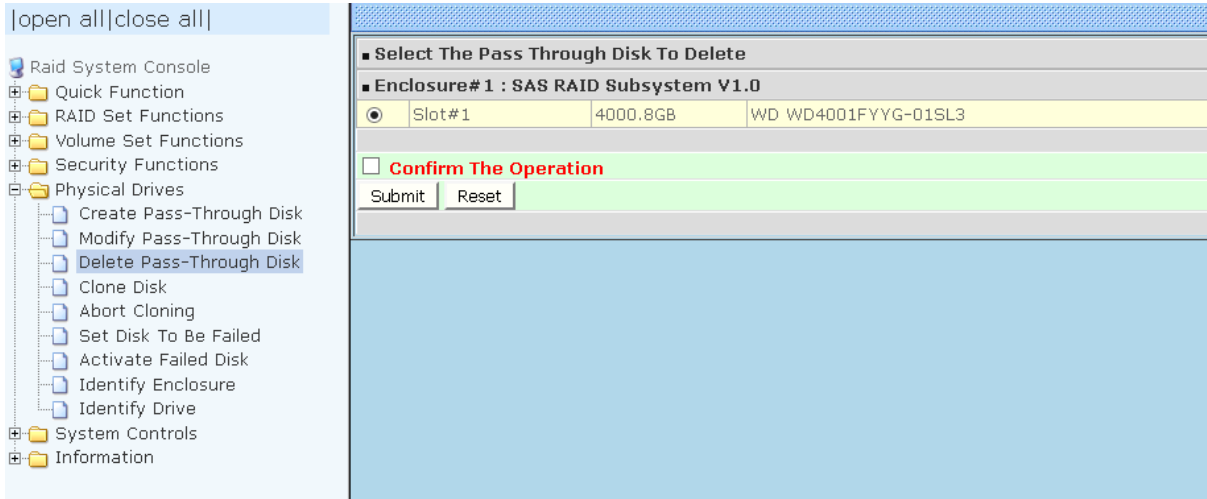 |open all|close all|
Raid System Console
Quick Function
RAID Set Functions
Volume Set Functions
Security Functions
Physical Drives
Create Pass-Through Disk
Modify Pass-Through Disk
Delete Pass-Through Disk
Clone Disk
Abort Cloning
Set Disk To Be Failed
Activate Failed Disk
Identify Enclosure
Identify Drive
System Controls
Information
Select The Pass Through Disk To Delete
Enclosure#1 : SAS RAID Subsystem V1.0
Slot#1 4000.8GB WD WD4001FYYG-01SL3
Confirm The Operation
Submit Reset